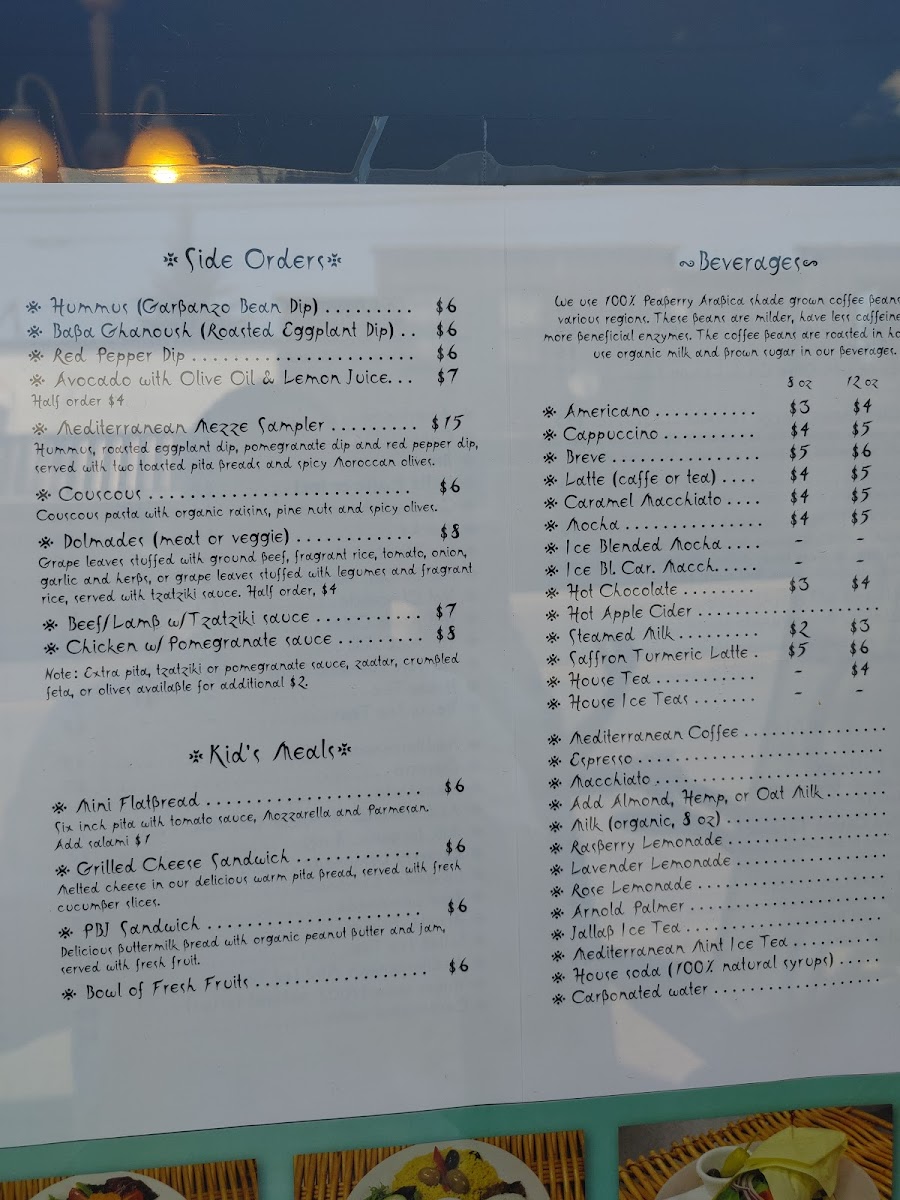 Side Orders
Hummus (Garbanzo Bean Dip) ......... $6
Baba Ghanoush (Roasted Eggplant Dip) .. $6
Red Pepper Dip ...................... $6
Avocado with Olive Oil & Lemon Juice... $7
Half order $4
Mediterranean Mezze Sampler ......... $15
Hummus, roasted eggplant dip, pomegranate dip and red pepper dip,
served with two toasted pita breads and spicy Moroccan olives.
Couscous .......................... $6
Couscous pasta with organic raisins, pine nuts and spicy olives.
Dolmades (meat or veggie) ............ $8
Grape leaves stuffed with ground beef, fragrant rice, tomato, onion,
garlic and herbs, or grape leaves stuffed with legumes and fragrant
rice, served with tzatziki sauce. Half order, $4
Beef/Lamb w/Tzatziki sauce ........... $7
Chicken w/ Pomegranate sauce ......... $8
Note: Extra pita, tzatziki or pomegranate sauce, zaatar, crumbled
feta, or olives available for additional $2.
Kid's Meals
Mini Flatbread ...................... $6
Six inch pita with tomato sauce, Mozzarella and Parmesan.
Add salami $1
Grilled Cheese Sandwich ............. $6
Melted cheese in our delicious warm pita bread, served with fresh
cucumber slices.
PBJ Sandwich ...................... $6
Delicious buttermilk bread with organic peanut butter and jam,
served with fresh fruit.
Bowl of Fresh Fruits ................. $6
Beverages
We use 100% Peaberry Arabica shade grown coffee beans
various regions. These beans are milder, have less caffeine
more beneficial enzymes. The coffee beans are roasted in ho
use organic milk and brown sugar in our beverages.
8 oz 12 oz
Americano ........... $3 $4
Cappuccino .......... $4 $5
Breve ................ $5 $6
Latte (caffe or tea) .... $4 $5
Caramel Macchiato .... $4 $5
Mocha ............... $4 $5
Ice Blended Mocha .... - -
Ice Bl. Car. Macch. .... - -
Hot Chocolate ........ $3 $4
Hot Apple Cider ..................
Steamed Milk ......... $2 $3
Saffron Turmeric Latte . $5 $6
House Tea ........... - $4
House Ice Teas ....... - -
Mediterranean Coffee ..............
Espresso ........................
Macchiato ......................
Add Almond, Hemp, or Oat Milk.......
Milk (organic, 8 oz) ................
Rasberry Lemonade ................
Lavender Lemonade ...............
Rose Lemonade ...................
Arnold Palmer ....................
Jallab Ice Tea ....................
Mediterranean Mint Ice Tea ..........
House soda (100% natural syrups) .....
Carbonated water ..................